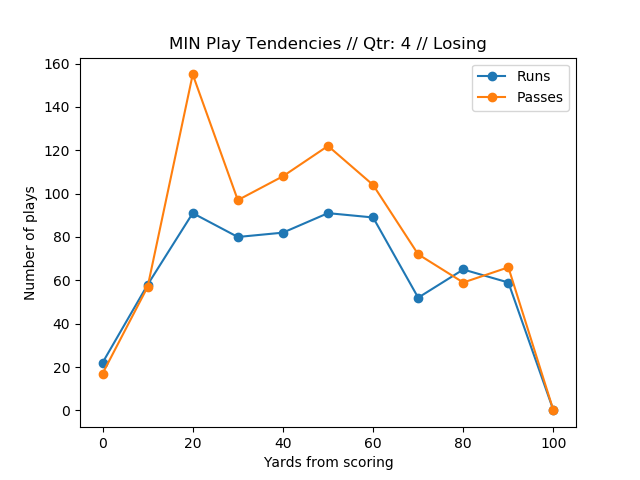 MIN Play Tendencies // Qtr: 4 // Losing
Runs
Passes
160
140
120
100
80
60
40
20
0
Number of plays
0 20 40 60 80 100
Yards from scoring